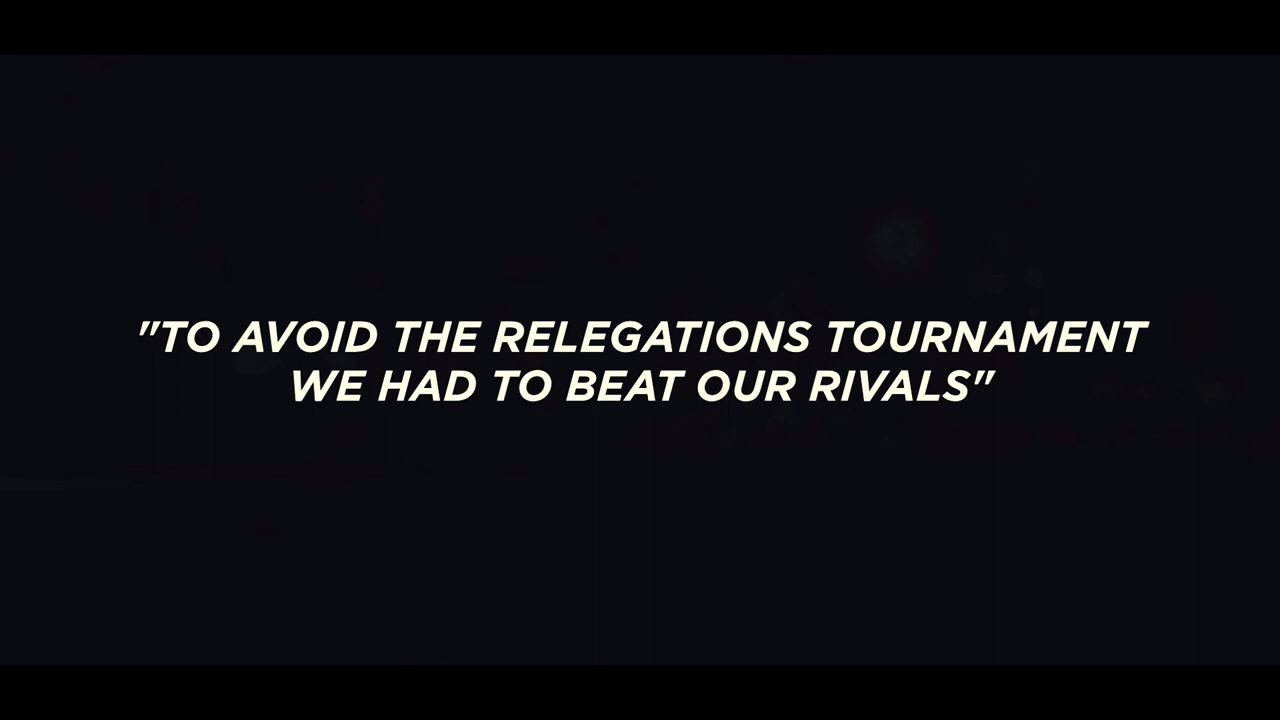 "TO AVOID THE RELEGATIONS TOURNAMENT
WE HAD TO BEAT OUR RIVALS"